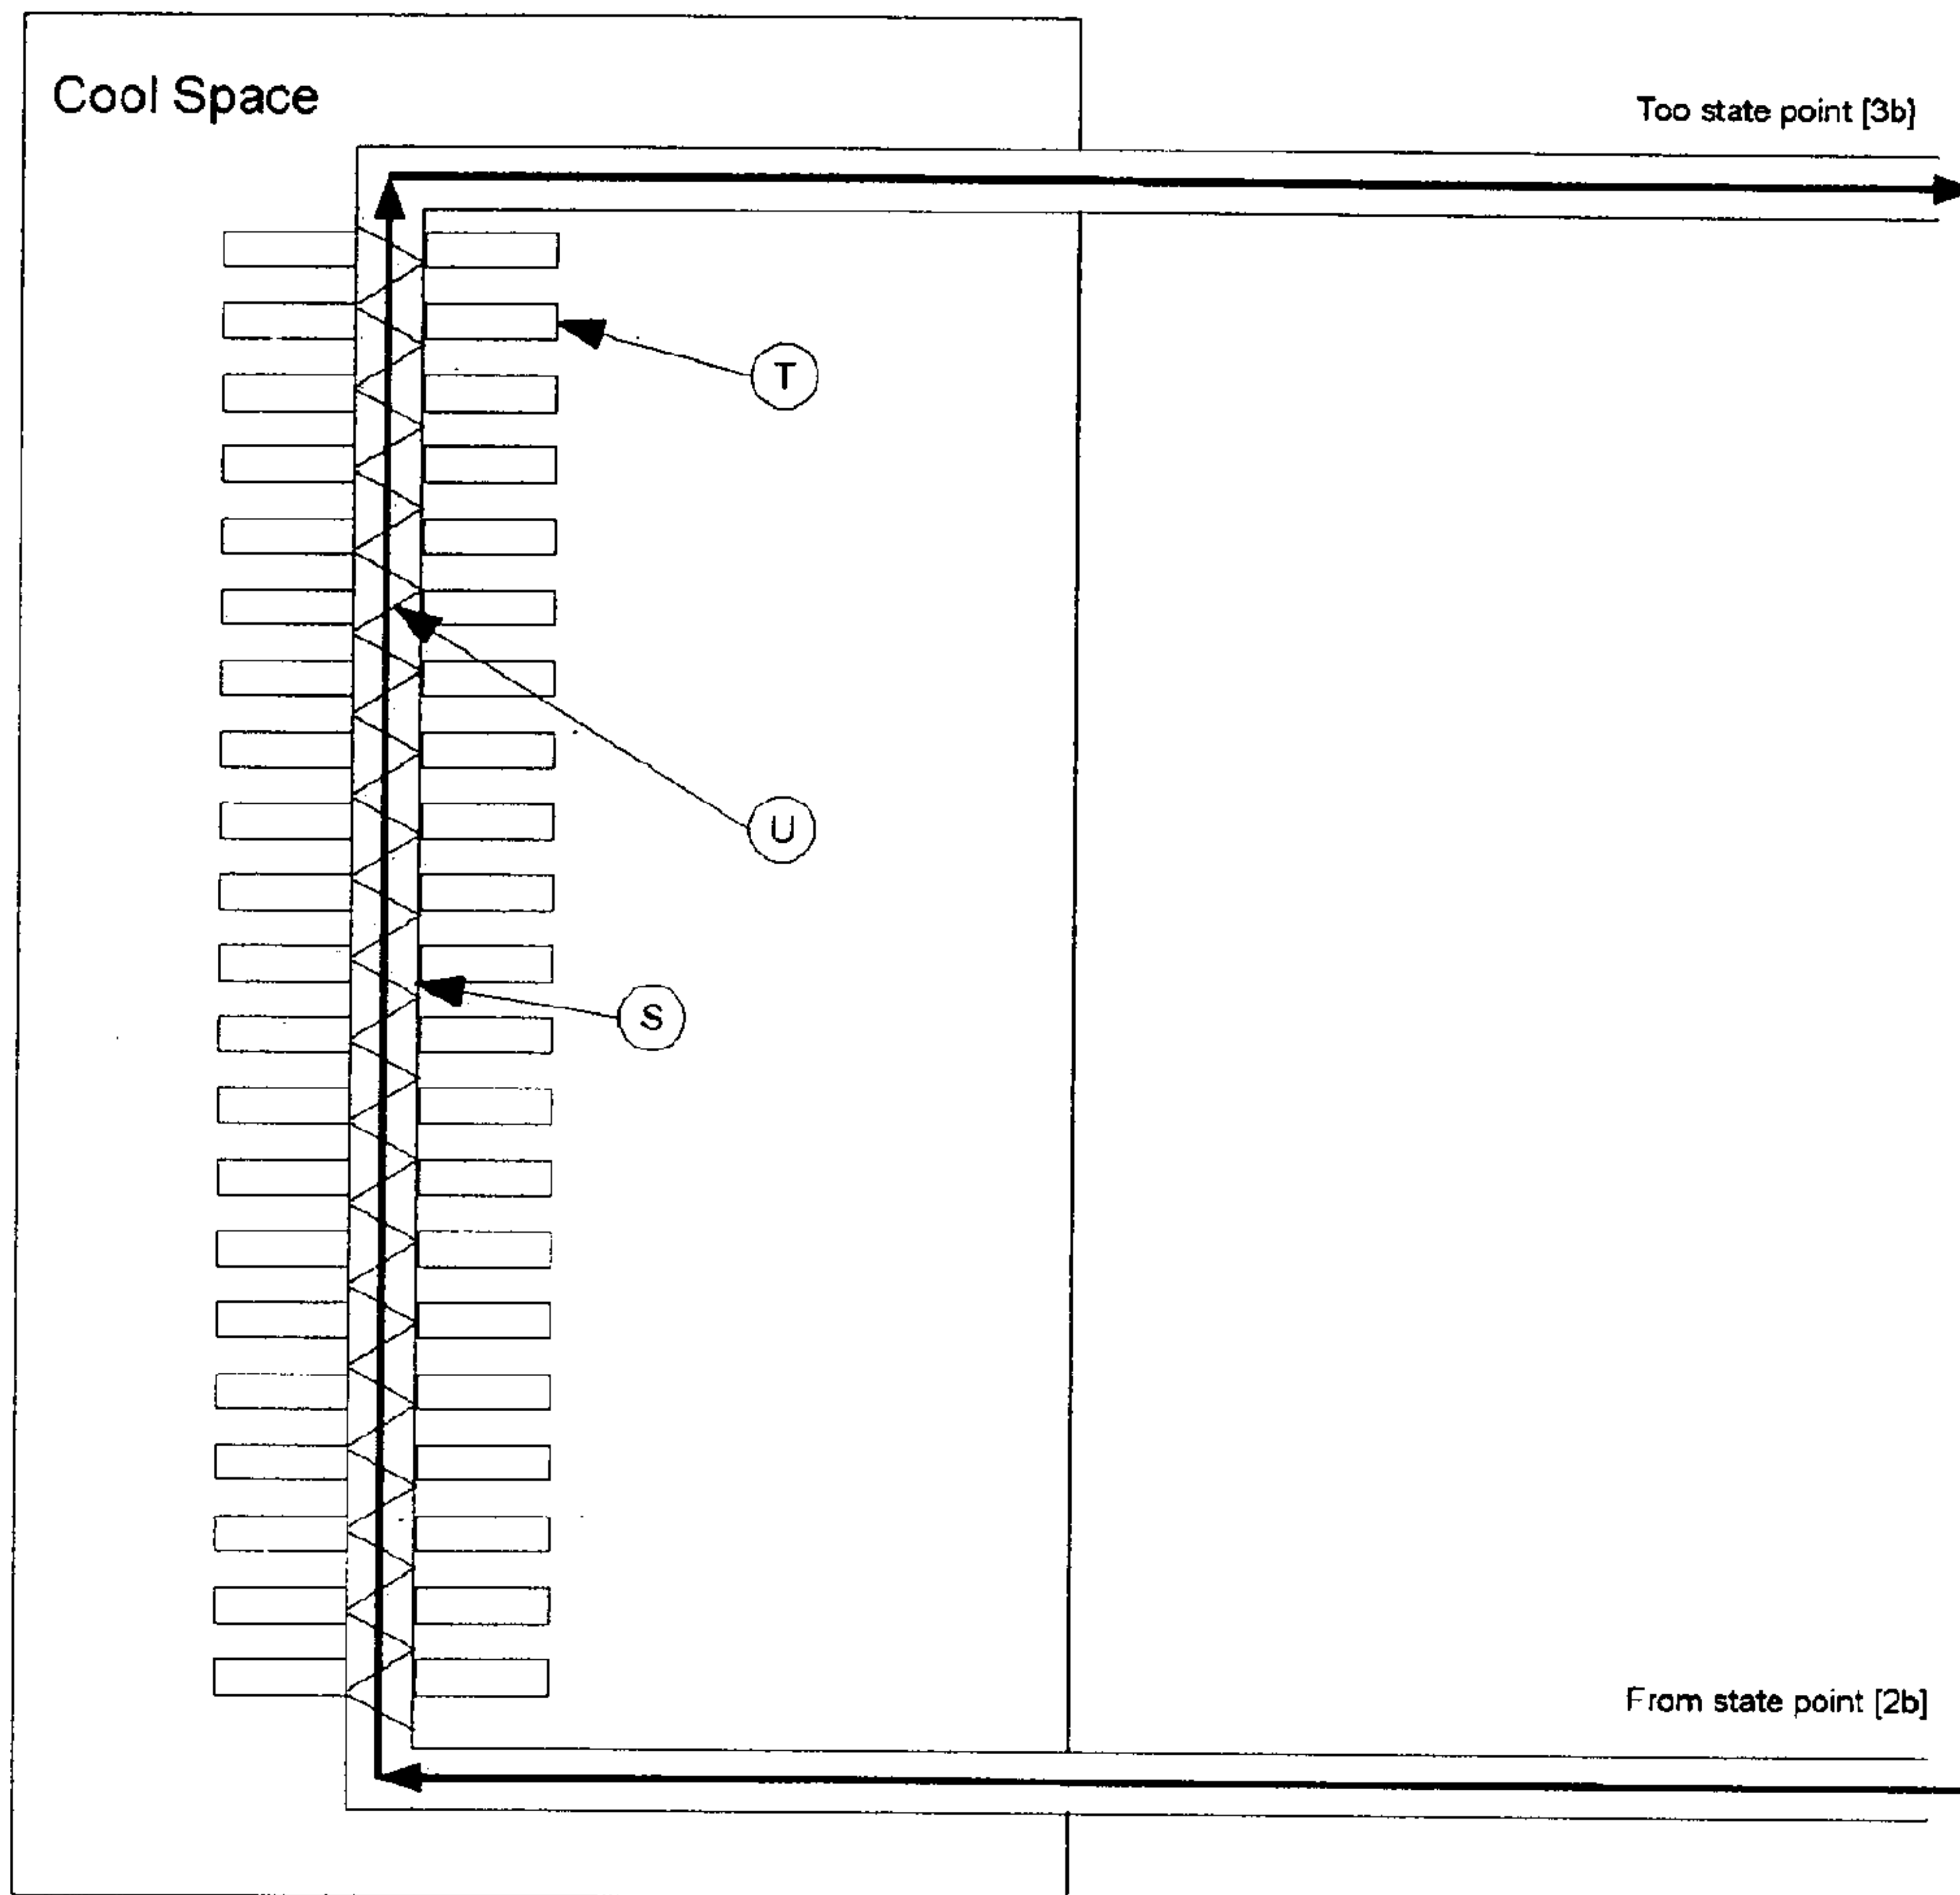 Cool Space
Too state point [3b]
T
U
S
From state point [2b]